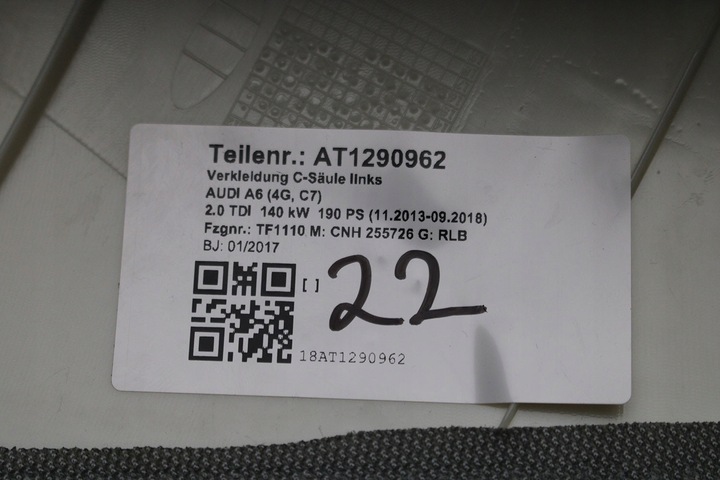 Teilenr.: AT1290962
Verkleidung C-Säule links
AUDI A6 (4G, C7)
2.0 TDI 140 kW 190 PS (11.2013-09.2018)
Fzgnr.: TF1110 M: CNH 255726 G: RLB
BJ: 01/2017
[ ] 22
18AT1290962